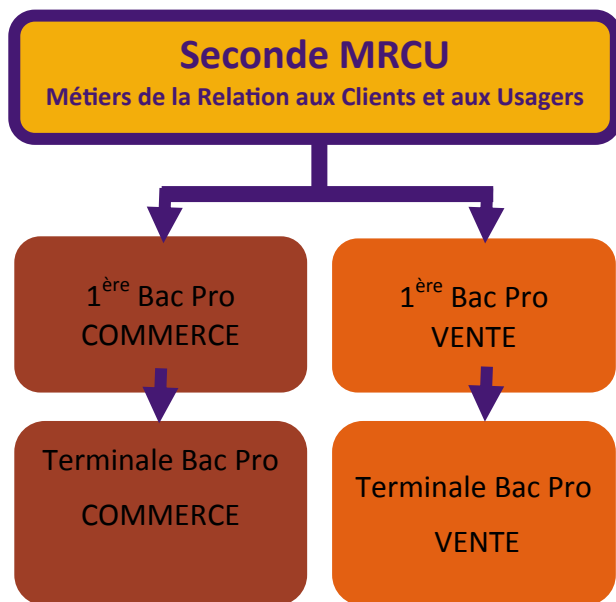 Seconde MRCU
Métiers de la Relation aux Clients et aux Usagers
1ère Bac Pro
COMMERCE
1ère Bac Pro
VENTE
Terminale Bac Pro
COMMERCE
Terminale Bac Pro
VENTE